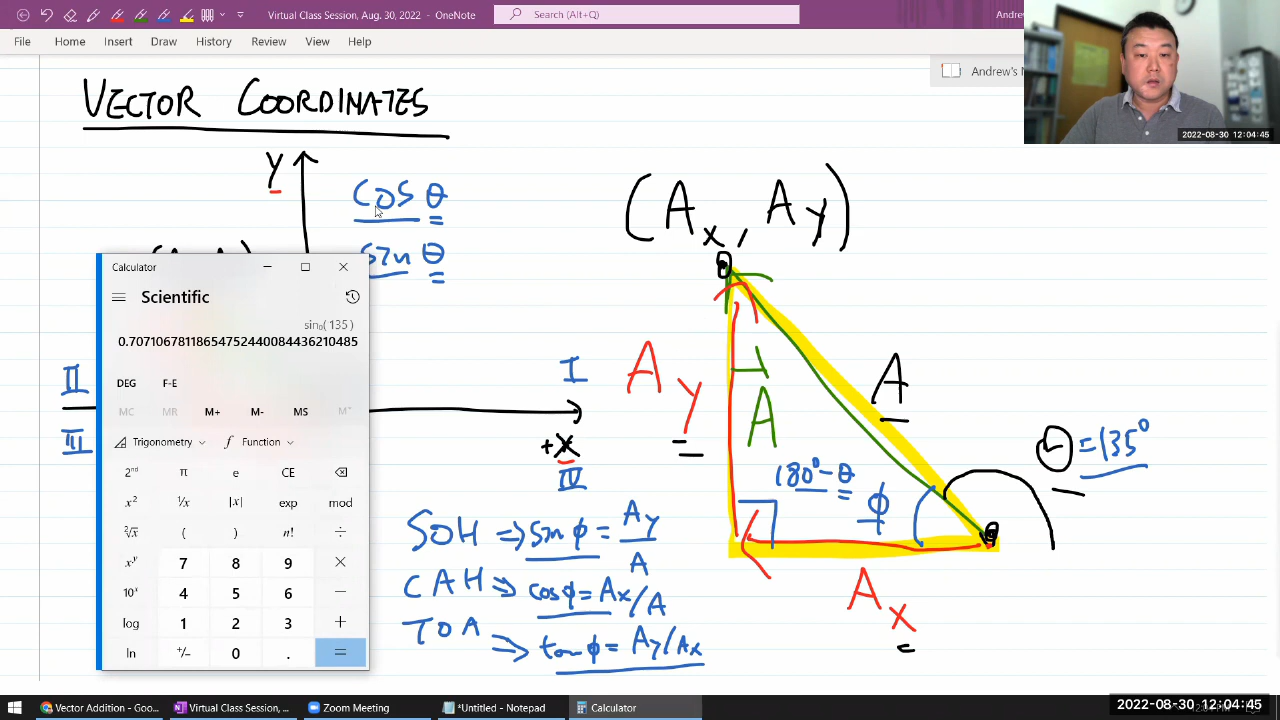 Virtual Class Session, Aug. 30, 2022 - OneNote
Search (Alt+Q)
File Home Insert Draw History Review View Help
Andrew's
2022-08-30 12:04:45
VECTOR COORDINATES
y
cos θ
sin θ
(Ax, Ay)
Calculator
Scientific
sin₀( 135 )
0.70710678118654752440084436210485
DEG F-E
MC MR M+ M- MS M˅
Trigonometry Function
2ⁿᵈ π e CE
¹/x |x| exp mod
²√x ( ) n! ÷
xʸ 7 8 9 ×
10ˣ 4 5 6 −
log 1 2 3 +
ln +/- 0 . =
II
I
III
+x
IV
Ay
A
A
θ = 135°
180° - θ
φ
Ax
SOH ⇒ sin φ = Ay/A
CAH ⇒ cos φ = Ax/A
TOA ⇒ tan φ = Ay/Ax
Vector Addition - Goo...
Virtual Class Session,...
Zoom Meeting
*Untitled - Notepad
Calculator
2022-08-30 12:04:45